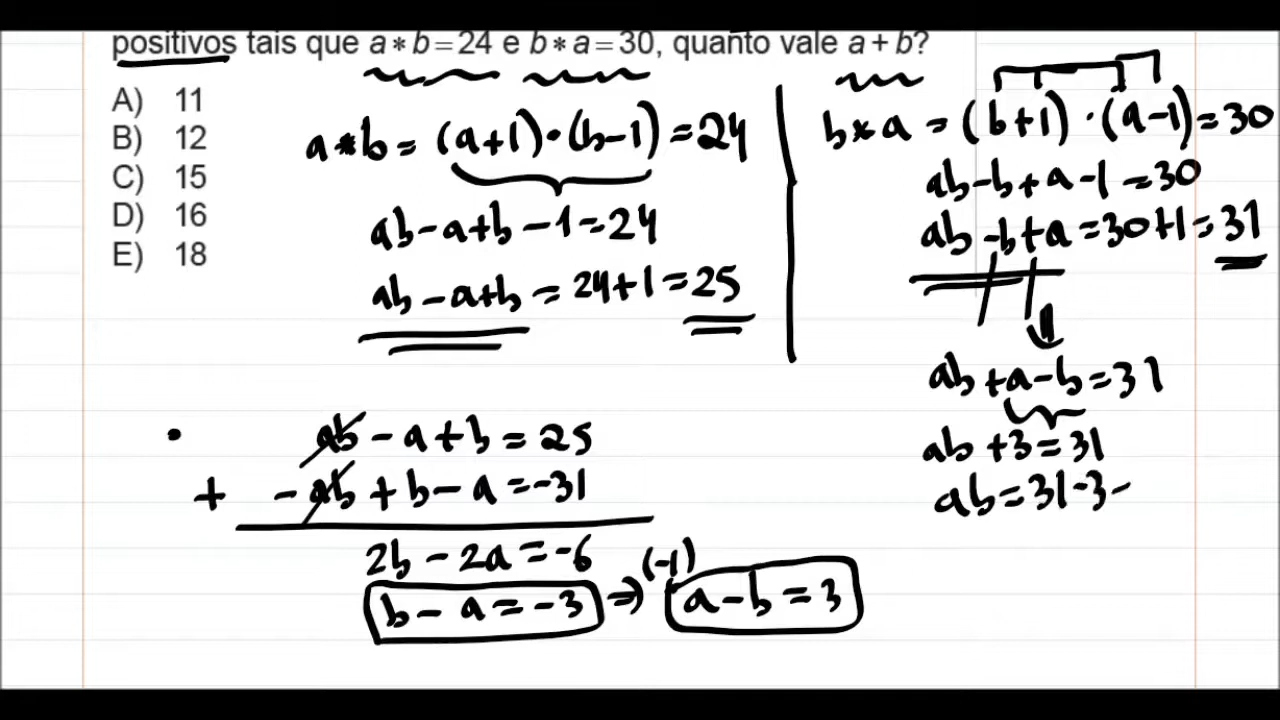 positivos tais que a * b = 24 e b * a = 30, quanto vale a + b?
A) 11
B) 12
C) 15
D) 16
E) 18
a * b = (a+1)·(b-1) = 24
ab-a+b-1=24
ab-a+b = 24+1=25
b * a = (b+1)·(a-1)=30
ab-b+a-1=30
ab-b+a=30+1=31
ab+a-b=31
ab+3=31
ab=31-3-
ab-a+b=25
+ -ab+b-a=-31
2b-2a=-6
b-a=-3 ⇒ (-1) a-b=3